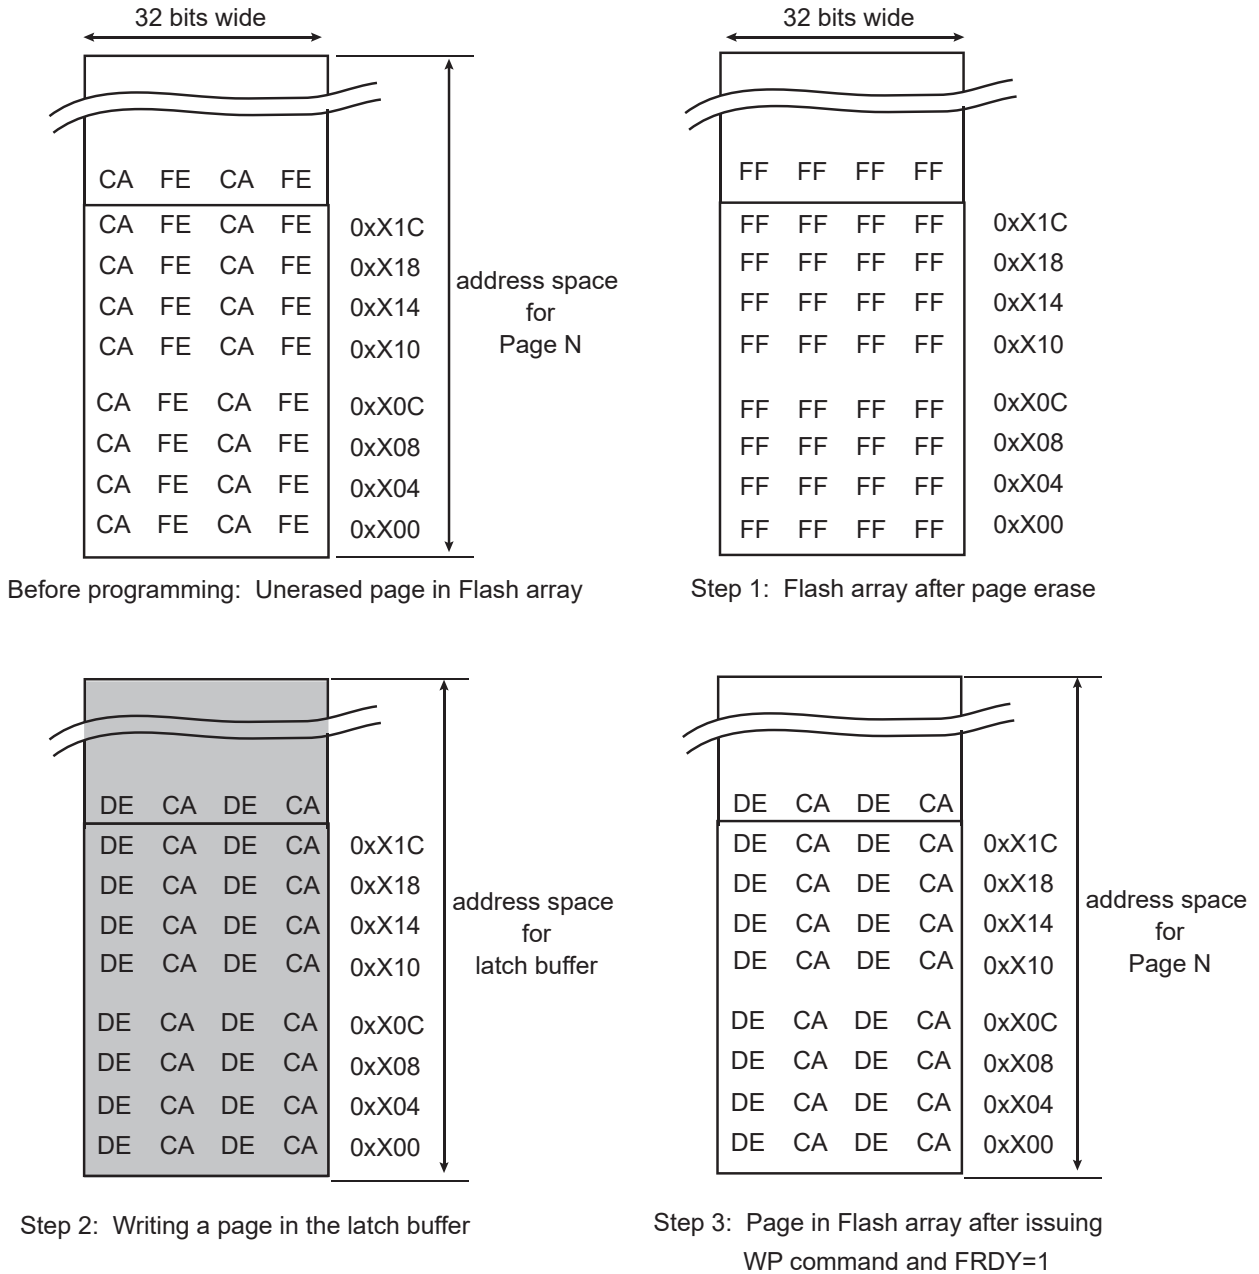 32 bits wide
CA FE CA FE
CA FE CA FE 0xX1C
CA FE CA FE 0xX18
CA FE CA FE 0xX14
CA FE CA FE 0xX10
CA FE CA FE 0xX0C
CA FE CA FE 0xX08
CA FE CA FE 0xX04
CA FE CA FE 0xX00
address space
for
Page N
Before programming: Unerased page in Flash array
32 bits wide
FF FF FF FF
FF FF FF FF 0xX1C
FF FF FF FF 0xX18
FF FF FF FF 0xX14
FF FF FF FF 0xX10
FF FF FF FF 0xX0C
FF FF FF FF 0xX08
FF FF FF FF 0xX04
FF FF FF FF 0xX00
Step 1: Flash array after page erase
DE CA DE CA
DE CA DE CA 0xX1C
DE CA DE CA 0xX18
DE CA DE CA 0xX14
DE CA DE CA 0xX10
DE CA DE CA 0xX0C
DE CA DE CA 0xX08
DE CA DE CA 0xX04
DE CA DE CA 0xX00
address space
for
latch buffer
Step 2: Writing a page in the latch buffer
DE CA DE CA
DE CA DE CA 0xX1C
DE CA DE CA 0xX18
DE CA DE CA 0xX14
DE CA DE CA 0xX10
DE CA DE CA 0xX0C
DE CA DE CA 0xX08
DE CA DE CA 0xX04
DE CA DE CA 0xX00
address space
for
Page N
Step 3: Page in Flash array after issuing
WP command and FRDY=1